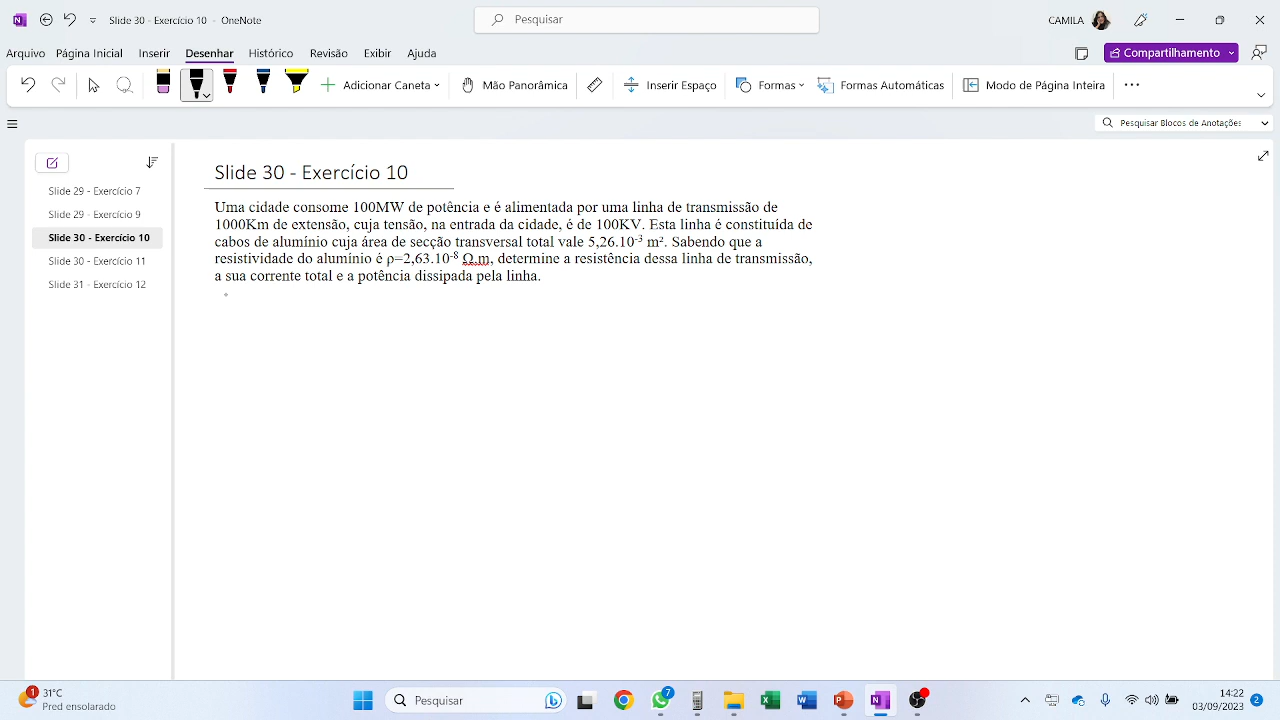 Slide 30 - Exercício 10 - OneNote
Pesquisar
CAMILA
Arquivo Página Inicial Inserir Desenhar Histórico Revisão Exibir Ajuda
Compartilhamento
Adicionar Caneta
Mão Panorâmica
Inserir Espaço
Formas
Formas Automáticas
Modo de Página Inteira
Pesquisar Blocos de Anotações
Slide 29 - Exercício 7
Slide 29 - Exercício 9
Slide 30 - Exercício 10
Slide 30 - Exercício 11
Slide 31 - Exercício 12
Slide 30 - Exercício 10
Uma cidade consome 100MW de potência e é alimentada por uma linha de transmissão de
1000Km de extensão, cuja tensão, na entrada da cidade, é de 100KV. Esta linha é constituída de
cabos de alumínio cuja área de secção transversal total vale 5,26.10⁻³ m². Sabendo que a
resistividade do alumínio é ρ=2,63.10⁻⁸ Ω.m, determine a resistência dessa linha de transmissão,
a sua corrente total e a potência dissipada pela linha.
1
31°C
Pred ensolarado
Pesquisar
7
14:22
03/09/2023
2